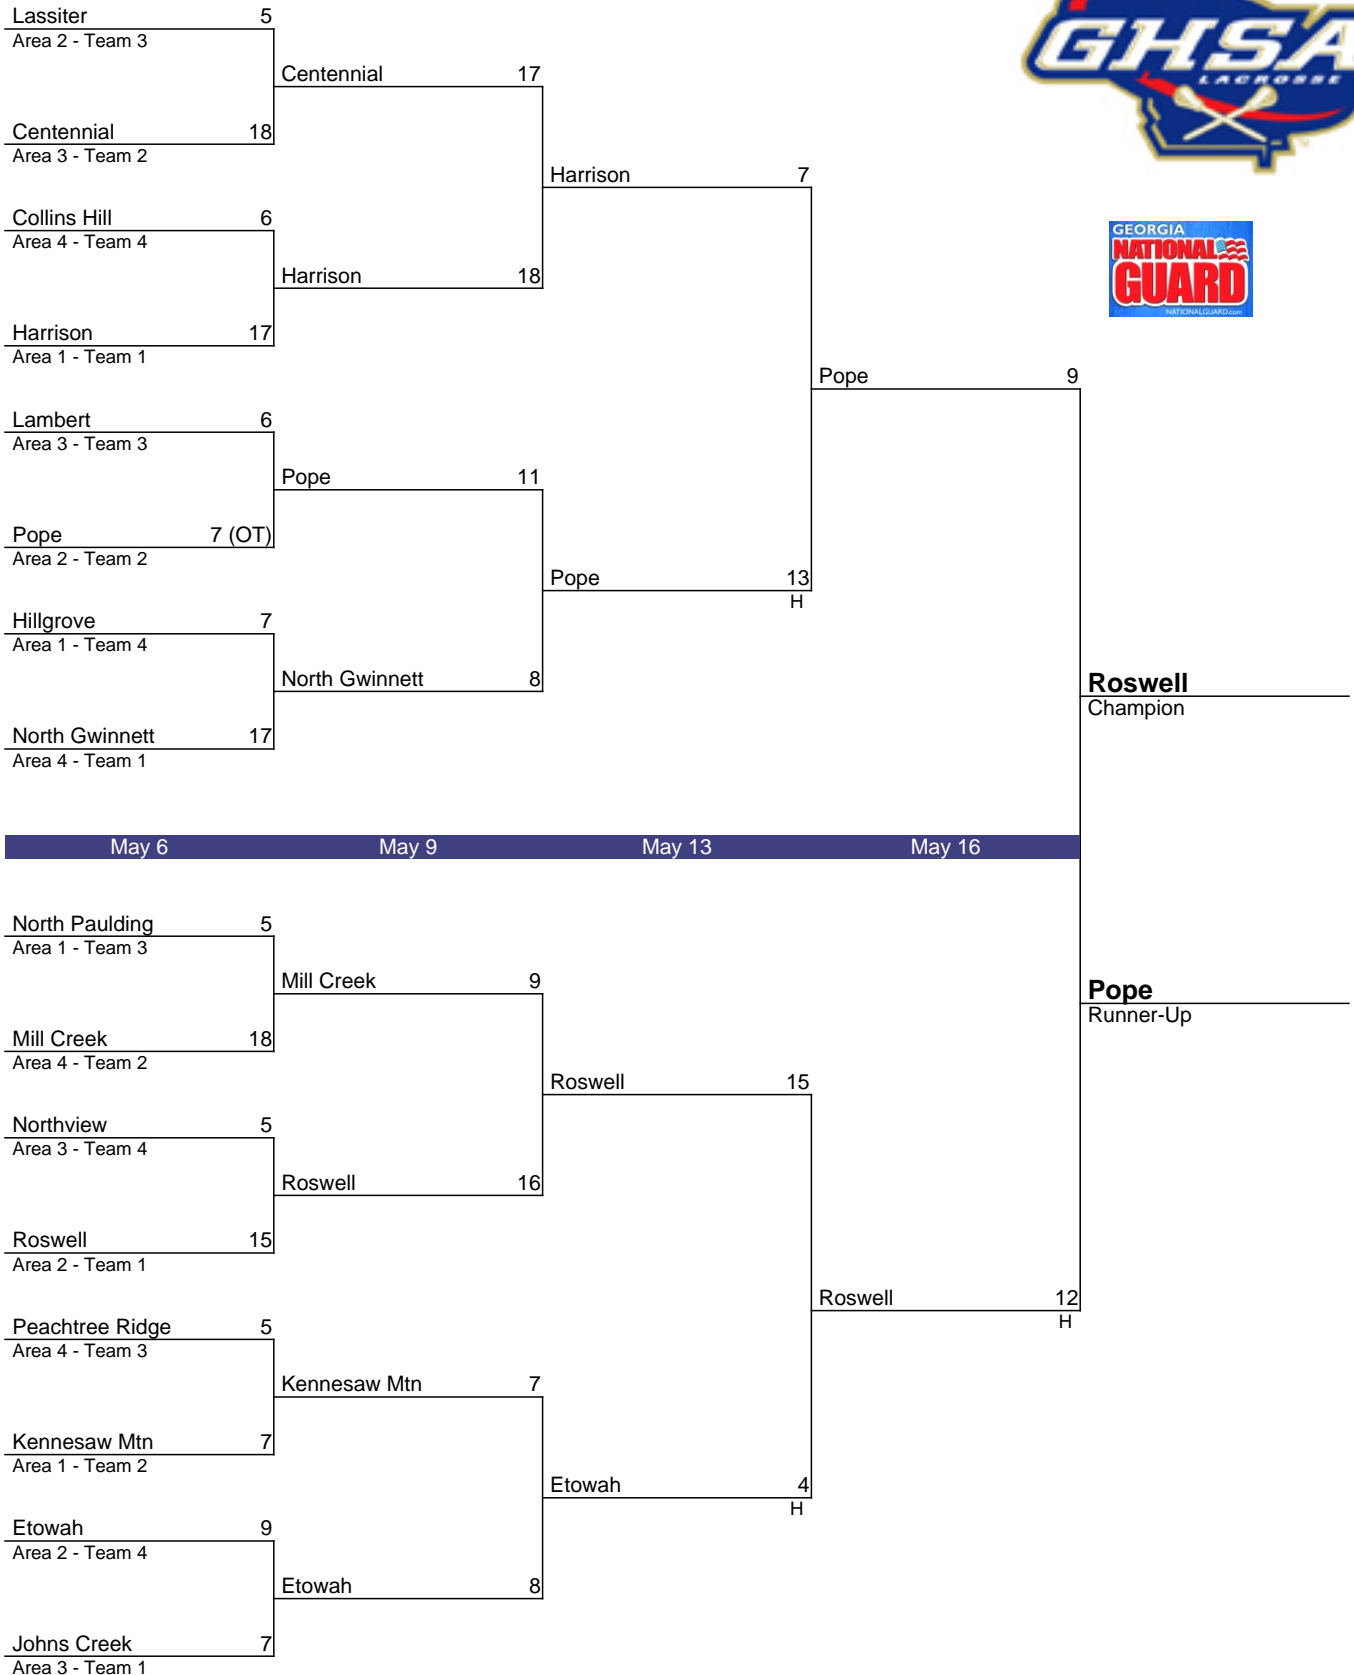 Lassiter 5
Area 2 - Team 3
Centennial 17
Centennial 18
Area 3 - Team 2
Harrison 7
Collins Hill 6
Area 4 - Team 4
Harrison 18
Harrison 17
Area 1 - Team 1
Pope 9
Lambert 6
Area 3 - Team 3
Pope 11
Pope 7 (OT)
Area 2 - Team 2
Pope 13
H
Hillgrove 7
Area 1 - Team 4
North Gwinnett 8
North Gwinnett 17
Area 4 - Team 1
Roswell
Champion
GHSA
LACROSSE
TM
GEORGIA
NATIONAL
GUARD
NATIONALGUARD.com
May 6 May 9 May 13 May 16
North Paulding 5
Area 1 - Team 3
Mill Creek 9
Mill Creek 18
Area 4 - Team 2
Roswell 15
Northview 5
Area 3 - Team 4
Roswell 16
Roswell 15
Area 2 - Team 1
Roswell 12
H
Peachtree Ridge 5
Area 4 - Team 3
Kennesaw Mtn 7
Kennesaw Mtn 7
Area 1 - Team 2
Etowah 4
H
Etowah 9
Area 2 - Team 4
Etowah 8
Johns Creek 7
Area 3 - Team 1
Pope
Runner-Up